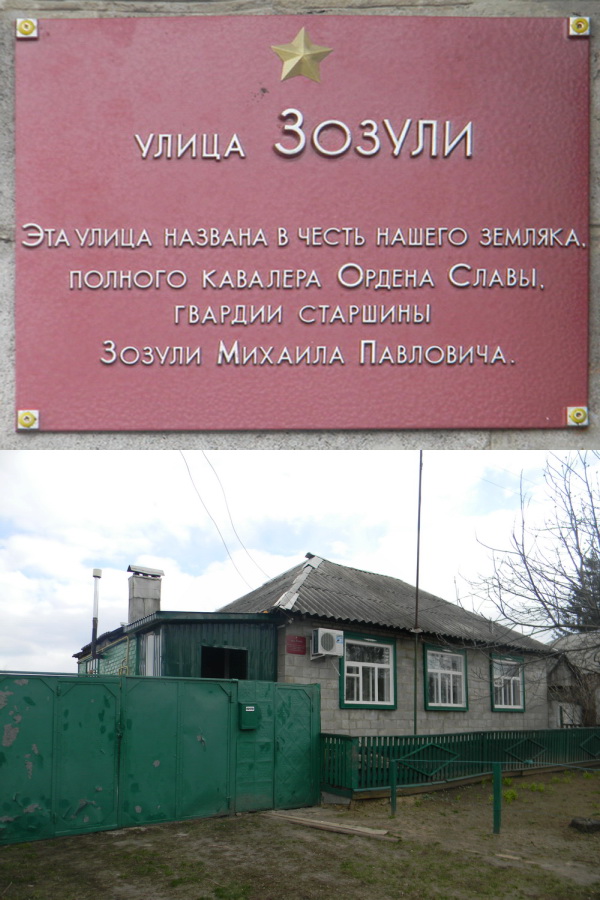 улица Зозули
Эта улица названа в честь нашего земляка,
полного кавалера Ордена Славы,
гвардии старшины
Зозули Михаила Павловича.